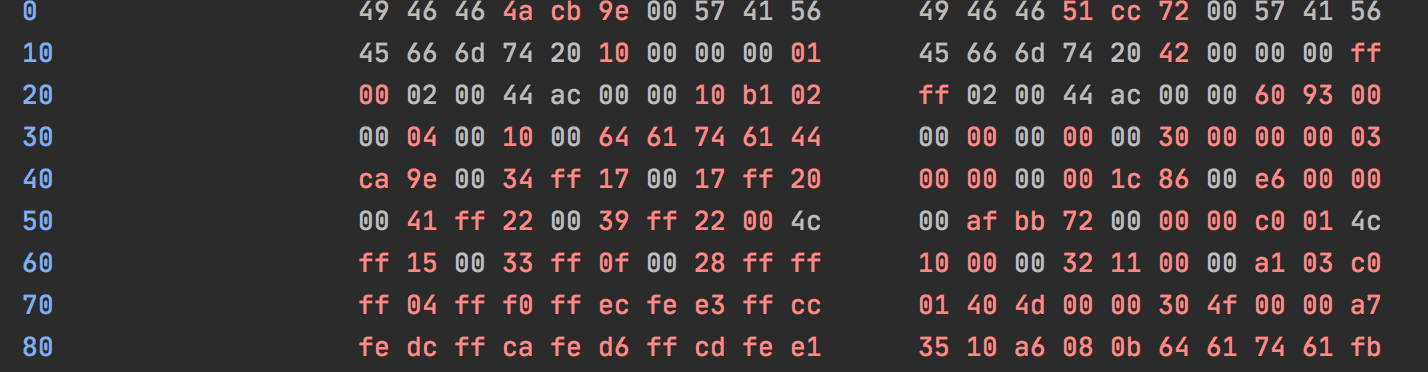 0 49 46 46 4a cb 9e 00 57 41 56 49 46 46 51 cc 72 00 57 41 56
10 45 66 6d 74 20 10 00 00 00 01 45 66 6d 74 20 42 00 00 00 ff
20 00 02 00 44 ac 00 00 10 b1 02 ff 02 00 44 ac 00 00 60 93 00
30 00 04 00 10 00 64 61 74 61 44 00 00 00 00 00 30 00 00 00 03
40 ca 9e 00 34 ff 17 00 17 ff 20 00 00 00 00 1c 86 00 e6 00 00
50 00 41 ff 22 00 39 ff 22 00 4c 00 af bb 72 00 00 00 c0 01 4c
60 ff 15 00 33 ff 0f 00 28 ff ff 10 00 00 32 11 00 00 a1 03 c0
70 ff 04 ff f0 ff ec fe e3 ff cc 01 40 4d 00 00 30 4f 00 00 a7
80 fe dc ff ca fe d6 ff cd fe e1 35 10 a6 08 0b 64 61 74 61 fb